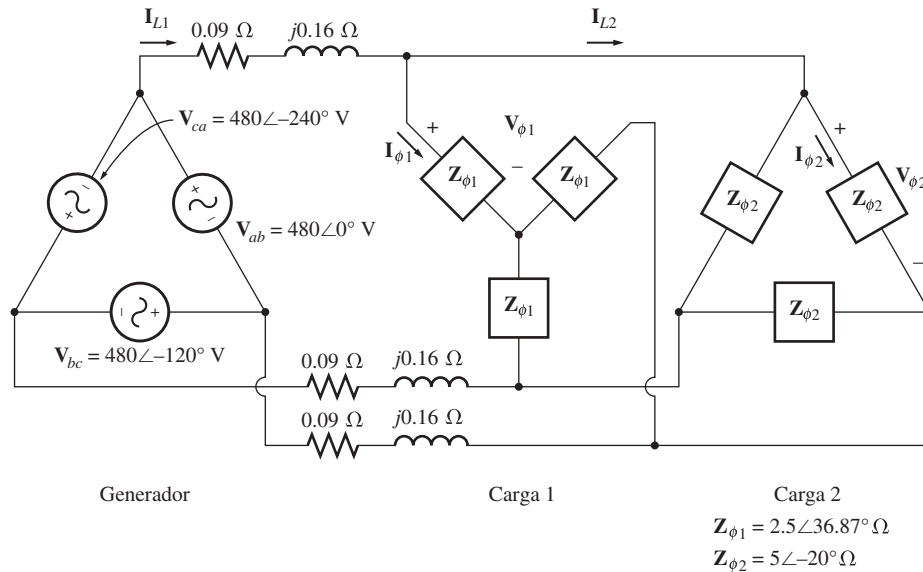 I_L1
0.09 Ω
j0.16 Ω
I_L2
V_ca = 480∠–240° V
+
V_ϕ1
I_ϕ1
–
Z_ϕ1
Z_ϕ1
+
I_ϕ2
V_ϕ2
Z_ϕ2
Z_ϕ2
–
+
+
–
V_ab = 480∠0° V
–
+
Z_ϕ1
Z_ϕ2
–
V_bc = 480∠–120° V
0.09 Ω
j0.16 Ω
0.09 Ω
j0.16 Ω
Generador
Carga 1
Carga 2
Z_ϕ1 = 2.5∠36.87° Ω
Z_ϕ2 = 5∠–20° Ω